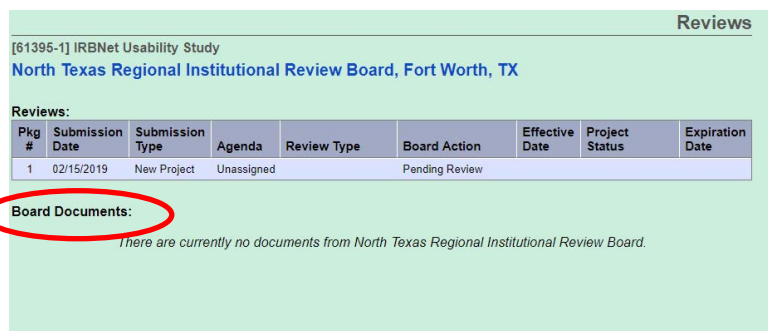 Reviews
[61395-1] IRBNet Usability Study
North Texas Regional Institutional Review Board, Fort Worth, TX
Reviews:
Pkg # Submission Date Submission Type Agenda Review Type Board Action Effective Date Project Status Expiration Date
1 02/15/2019 New Project Unassigned Pending Review
Board Documents:
There are currently no documents from North Texas Regional Institutional Review Board.